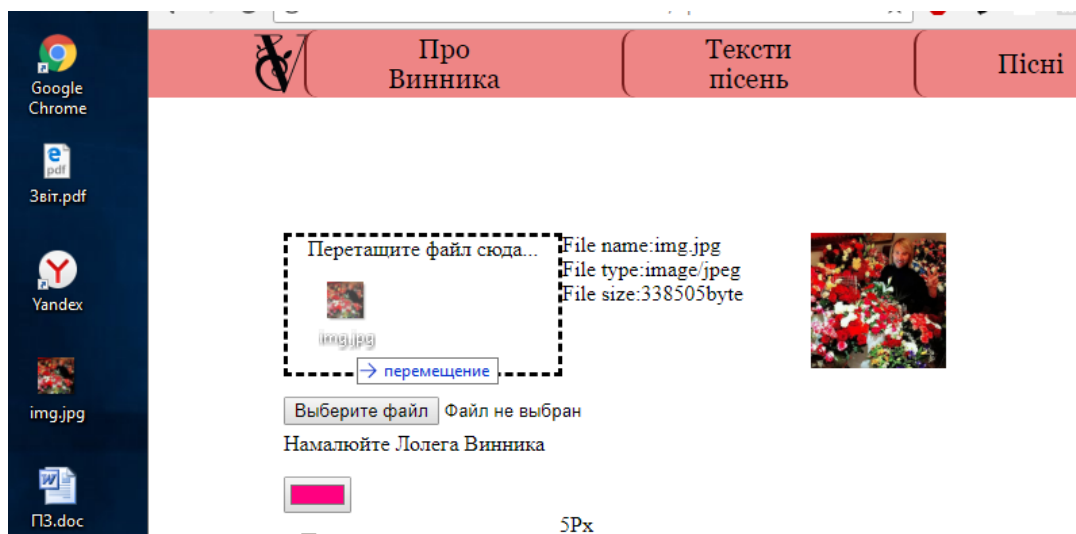 Google
Chrome
Звіт.pdf
Yandex
img.jpg
ПЗ.doc
Про
Винника
Тексти
пісень
Пісні
Перетащите файл сюда...
img.jpg
перемещение
File name:img.jpg
File type:image/jpeg
File size:338505byte
Выберите файл Файл не выбран
Намалюйте Лолега Винника
5Px